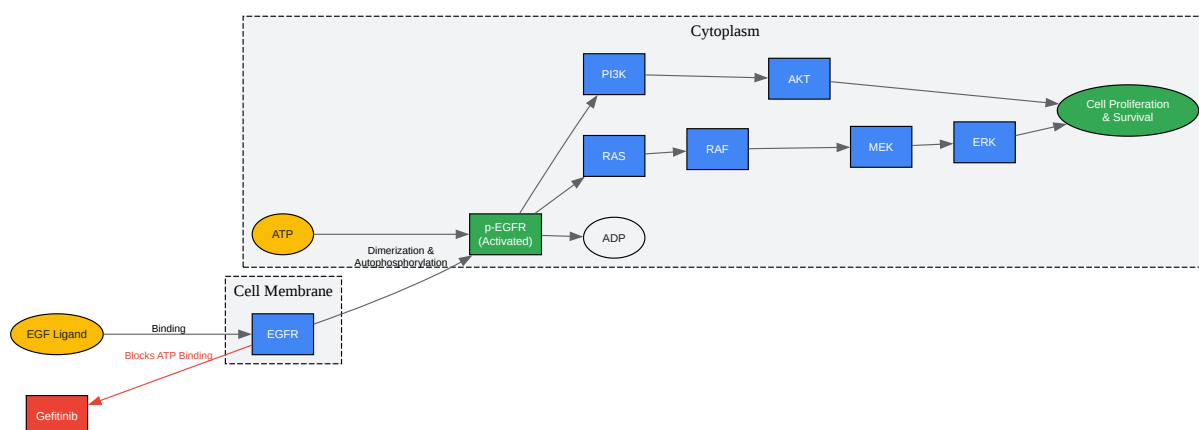 Cytoplasm
PI3K
AKT
Cell Proliferation
& Survival
RAS
RAF
MEK
ERK
ATP
p-EGFR
(Activated)
ADP
Dimerization &
Autophosphorylation
Cell Membrane
EGF Ligand
Binding
EGFR
Blocks ATP Binding
Gefitinib